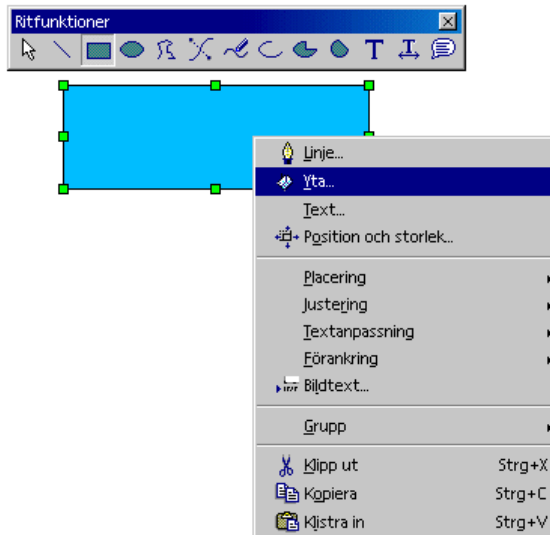 Ritfunktioner
T
Linje...
Yta...
Text...
Position och storlek...
Placering
Justering
Textanpassning
Förankring
Bildtext...
Grupp
Klipp ut Strg+X
Kopiera Strg+C
Klistra in Strg+V